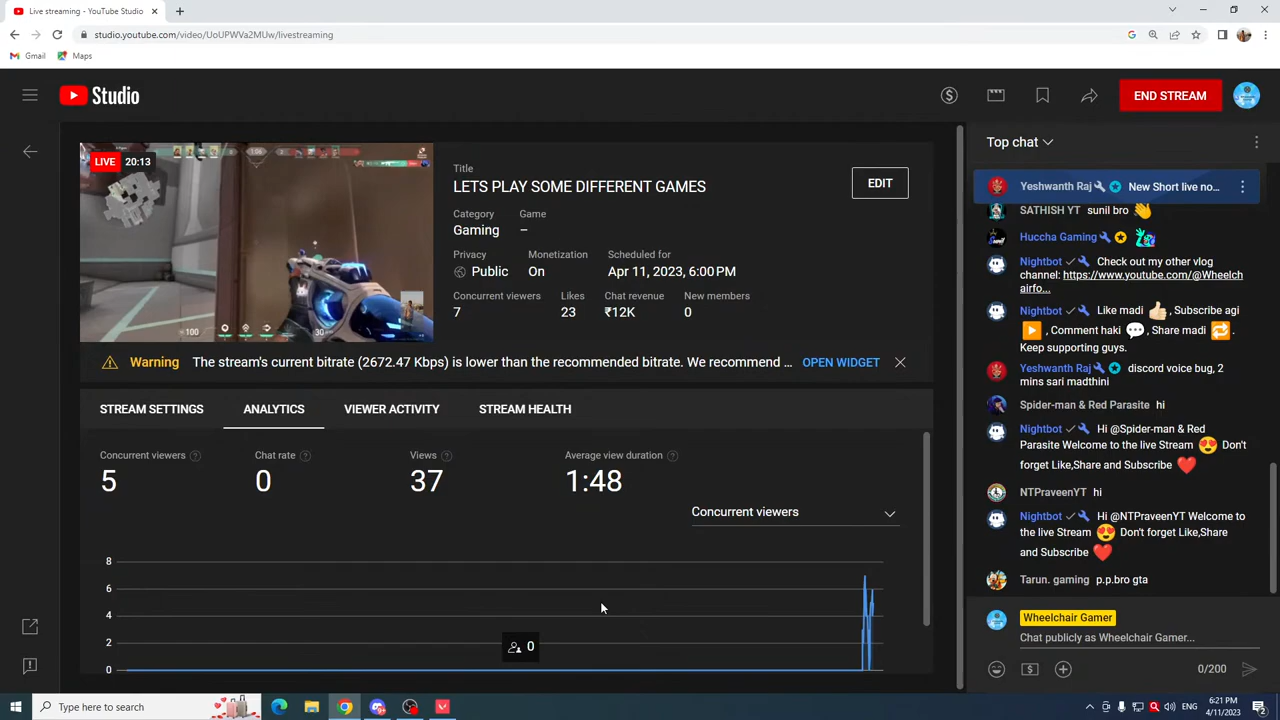 Live streaming - YouTube Studio
studio.youtube.com/video/UoUPWVa2MUw/livestreaming
Gmail
Maps
Studio
END STREAM
LIVE 20:13
1:06
100
30
Title
LETS PLAY SOME DIFFERENT GAMES
EDIT
Category Game
Gaming –
Privacy Monetization Scheduled for
Public On Apr 11, 2023, 6:00 PM
Concurrent viewers Likes Chat revenue New members
7 23 ₹12K 0
Warning The stream's current bitrate (2672.47 Kbps) is lower than the recommended bitrate. We recommend ... OPEN WIDGET
STREAM SETTINGS ANALYTICS VIEWER ACTIVITY STREAM HEALTH
Concurrent viewers Chat rate Views Average view duration
5 0 37 1:48
Concurrent viewers
8
6
4
2
0
0
Top chat
Yeshwanth Raj New Short live no...
SATHISH YT sunil bro 👋
Huccha Gaming
Nightbot Check out my other vlog
channel: https://www.youtube.com/@Wheelch
airfo...
Nightbot Like madi 👍🏻, Subscribe agi
▶️, Comment haki 💬, Share madi 🔁.
Keep supporting guys.
Yeshwanth Raj discord voice bug, 2
mins sari madthini
Spider-man & Red Parasite hi
Nightbot Hi @Spider-man & Red
Parasite Welcome to the live Stream 😍 Don't
forget Like,Share and Subscribe ❤️
NTPraveenYT hi
Nightbot Hi @NTPraveenYT Welcome to
the live Stream 😍 Don't forget Like,Share
and Subscribe ❤️
Tarun. gaming p.p.bro gta
Wheelchair Gamer
Chat publicly as Wheelchair Gamer...
0/200
Type here to search
ENG
6:21 PM
4/11/2023
2